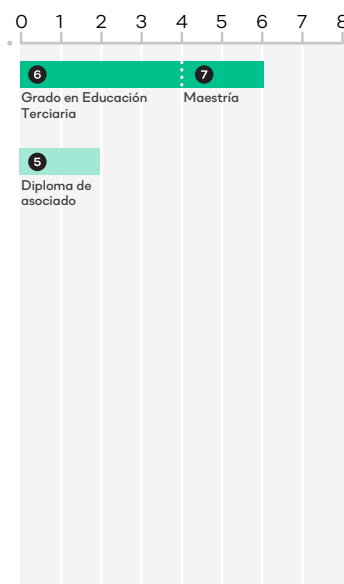 0 1 2 3 4 5 6 7 8
6 7
Grado en Educación Maestría
Terciaria
5
Diploma de
asociado